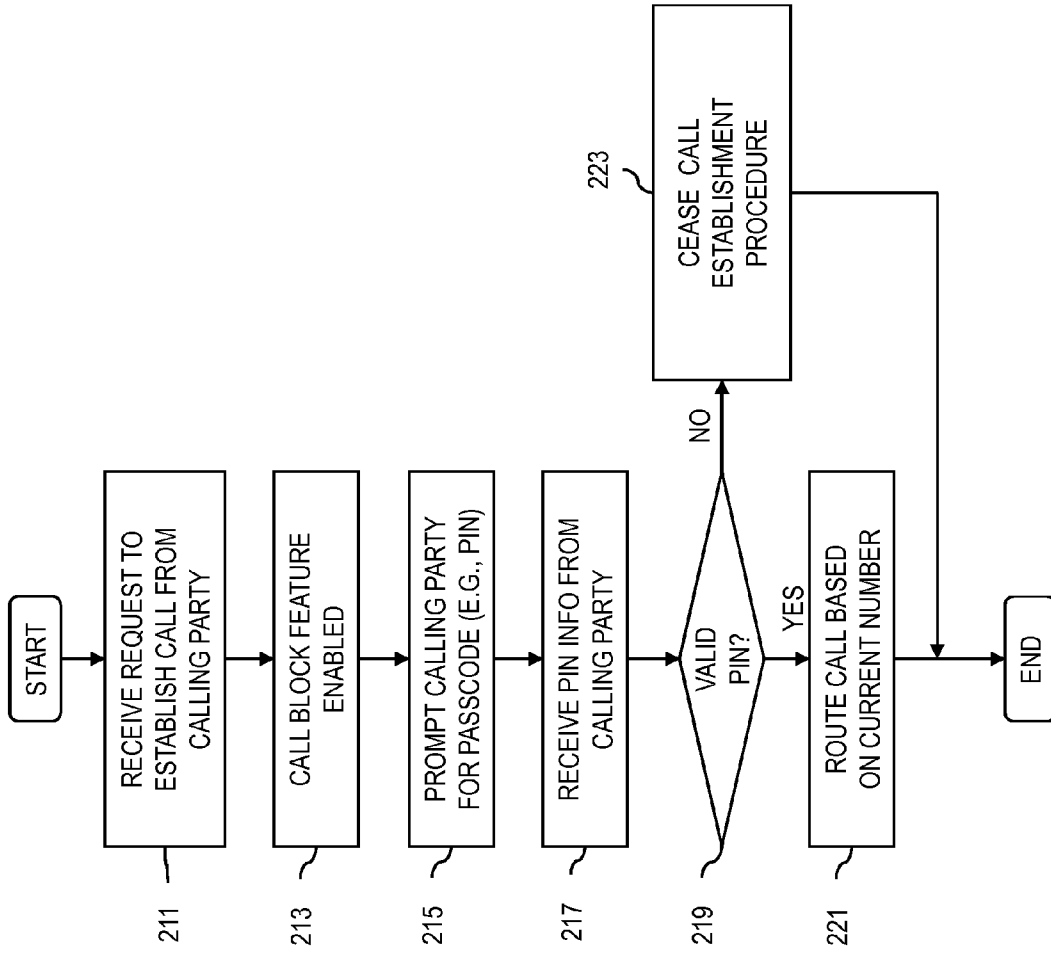 START
211
RECEIVE REQUEST TO
ESTABLISH CALL FROM
CALLING PARTY
213
CALL BLOCK FEATURE
ENABLED
215
PROMPT CALLING PARTY
FOR PASSCODE (E.G., PIN)
217
RECEIVE PIN INFO FROM
CALLING PARTY
219
VALID
PIN?
NO
223
CEASE CALL
ESTABLISHMENT
PROCEDURE
YES
221
ROUTE CALL BASED
ON CURRENT NUMBER
END